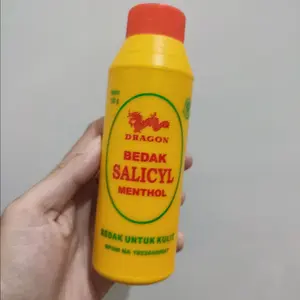 DRAGON
BEDAK
SALICYL
MENTHOL
BEDAK UNTUK KULIT